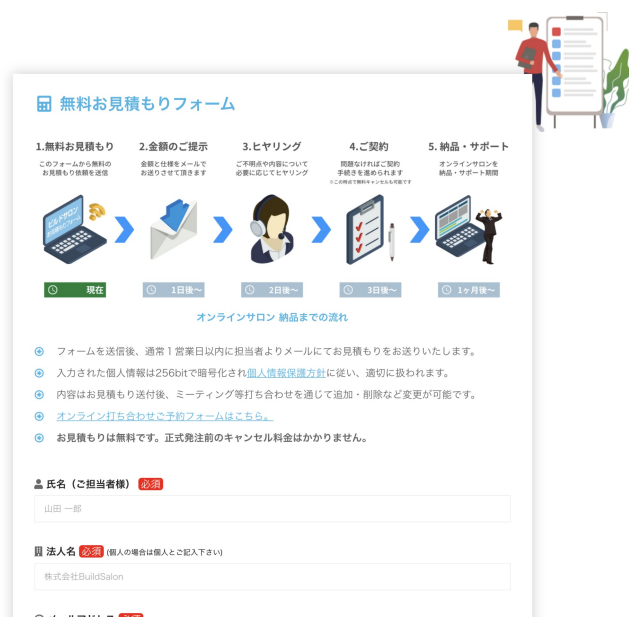 無料お見積もりフォーム
1.無料お見積もり
このフォームから無料の
お見積もり依頼を送信
2.金額のご提示
金額と仕様をメールで
お送りさせて頂きます
3.ヒヤリング
ご不明点や内容について
必要に応じてヒヤリング
4.ご契約
問題なければご契約
手続きを進められます
※この時点で無料キャンセルも可能です
5. 納品・サポート
オンラインサロンを
納品・サポート期間
ビルドサロン
お見積もりフォーム
現在
1日後〜
2日後〜
3日後〜
1ヶ月後〜
オンラインサロン 納品までの流れ
フォームを送信後、通常 1 営業日以内に担当者よりメールにてお見積もりをお送りいたします。
入力された個人情報は256bitで暗号化され個人情報保護方針に従い、適切に扱われます。
内容はお見積もり送付後、ミーティング等打ち合わせを通じて追加・削除など変更が可能です。
オンライン打ち合わせご予約フォームはこちら。
お見積もりは無料です。正式発注前のキャンセル料金はかかりません。
氏名（ご担当者様） 必須
山田 一郎
法人名 必須 (個人の場合は個人とご記入下さい)
株式会社BuildSalon